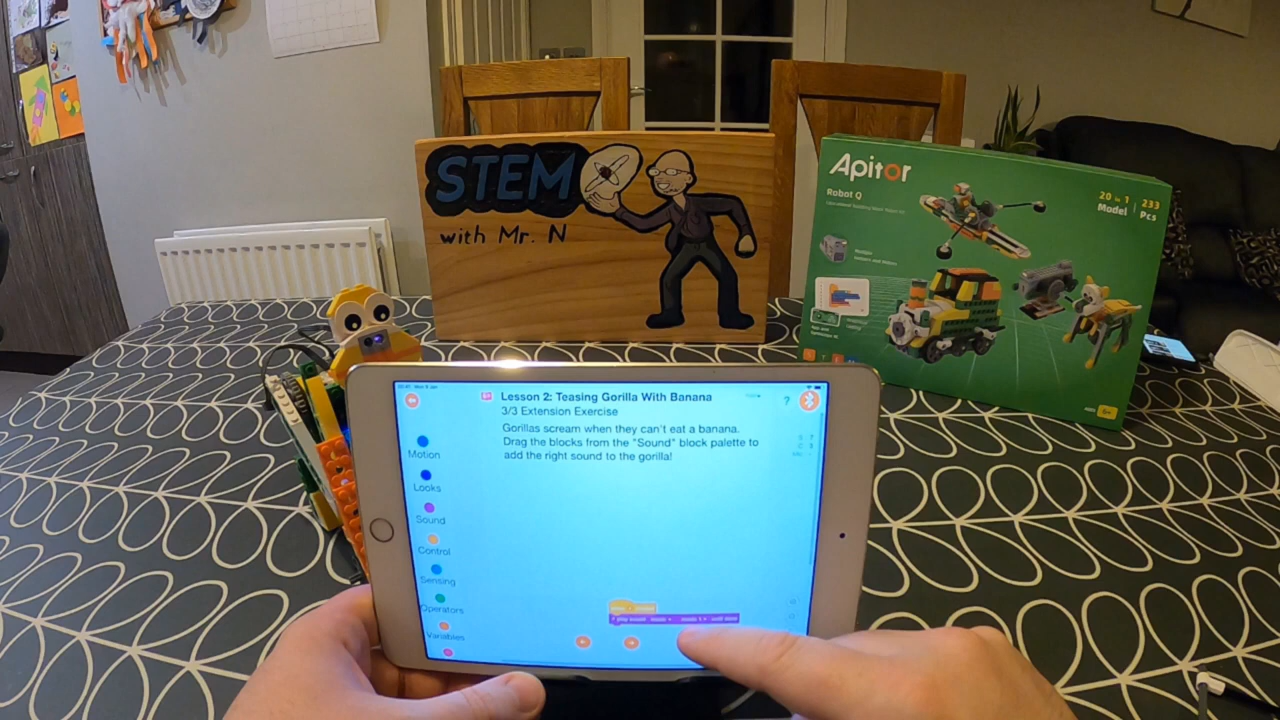 STEM
with Mr. N
Apitor
Robot Q
20 in 1
Model
233
Pcs
Lesson 2: Teasing Gorilla With Banana
3/3 Extension Exercise
Gorillas scream when they can't eat a banana.
Drag the blocks from the "Sound" block palette to
add the right sound to the gorilla!
?
Motion
Looks
Sound
Control
Sensing
Operators
Variables